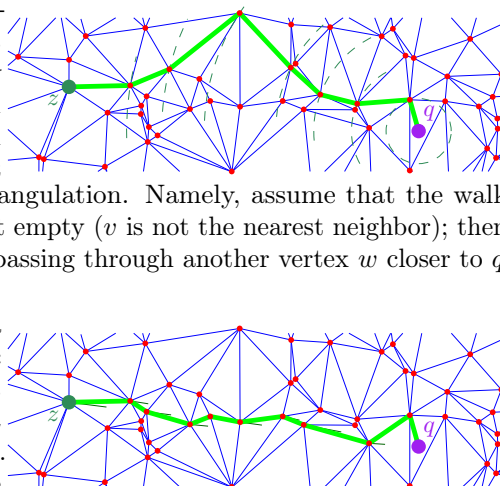 z
q
angulation. Namely, assume that the walk
t empty (v is not the nearest neighbor); then
passing through another vertex w closer to q
z
q